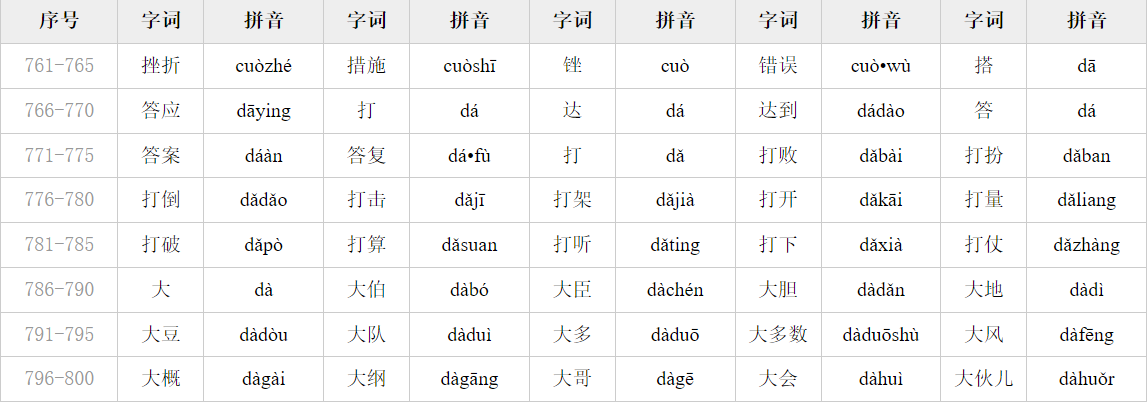 序号 字词 拼音 字词 拼音 字词 拼音 字词 拼音 字词 拼音
761-765 挫折 cuòzhé 措施 cuòshī 锉 cuò 错误 cuò•wù 搭 dā
766-770 答应 dāying 打 dá 达 dá 达到 dádào 答 dá
771-775 答案 dáàn 答复 dá•fù 打 dǎ 打败 dǎbài 打扮 dǎban
776-780 打倒 dǎdǎo 打击 dǎjī 打架 dǎjià 打开 dǎkāi 打量 dǎliang
781-785 打破 dǎpò 打算 dǎsuan 打听 dǎting 打下 dǎxià 打仗 dǎzhàng
786-790 大 dà 大伯 dàbó 大臣 dàchén 大胆 dàdǎn 大地 dàdì
791-795 大豆 dàdòu 大队 dàduì 大多 dàduō 大多数 dàduōshù 大风 dàfēng
796-800 大概 dàgài 大纲 dàgāng 大哥 dàgē 大会 dàhuì 大伙儿 dàhuǒr